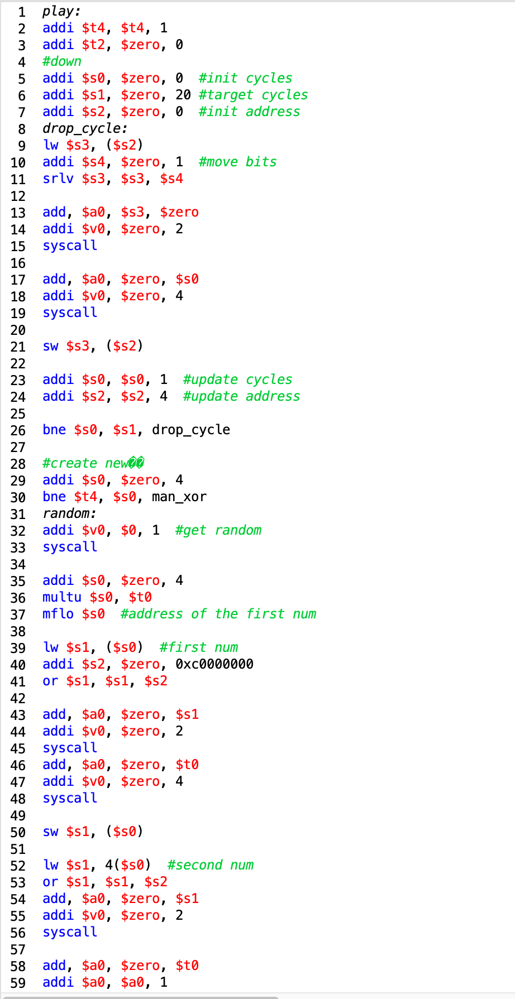 1 play:
2 addi $t4, $t4, 1
3 addi $t2, $zero, 0
4 #down
5 addi $s0, $zero, 0 #init cycles
6 addi $s1, $zero, 20 #target cycles
7 addi $s2, $zero, 0 #init address
8 drop_cycle:
9 lw $s3, ($s2)
10 addi $s4, $zero, 1 #move bits
11 srlv $s3, $s3, $s4
12
13 add, $a0, $s3, $zero
14 addi $v0, $zero, 2
15 syscall
16
17 add, $a0, $zero, $s0
18 addi $v0, $zero, 4
19 syscall
20
21 sw $s3, ($s2)
22
23 addi $s0, $s0, 1 #update cycles
24 addi $s2, $s2, 4 #update address
25
26 bne $s0, $s1, drop_cycle
27
28 #create new��
29 addi $s0, $zero, 4
30 bne $t4, $s0, man_xor
31 random:
32 addi $v0, $0, 1 #get random
33 syscall
34
35 addi $s0, $zero, 4
36 multu $s0, $t0
37 mflo $s0 #address of the first num
38
39 lw $s1, ($s0) #first num
40 addi $s2, $zero, 0xc0000000
41 or $s1, $s1, $s2
42
43 add, $a0, $zero, $s1
44 addi $v0, $zero, 2
45 syscall
46 add, $a0, $zero, $t0
47 addi $v0, $zero, 4
48 syscall
49
50 sw $s1, ($s0)
51
52 lw $s1, 4($s0) #second num
53 or $s1, $s1, $s2
54 add, $a0, $zero, $s1
55 addi $v0, $zero, 2
56 syscall
57
58 add, $a0, $zero, $t0
59 addi $a0, $a0, 1